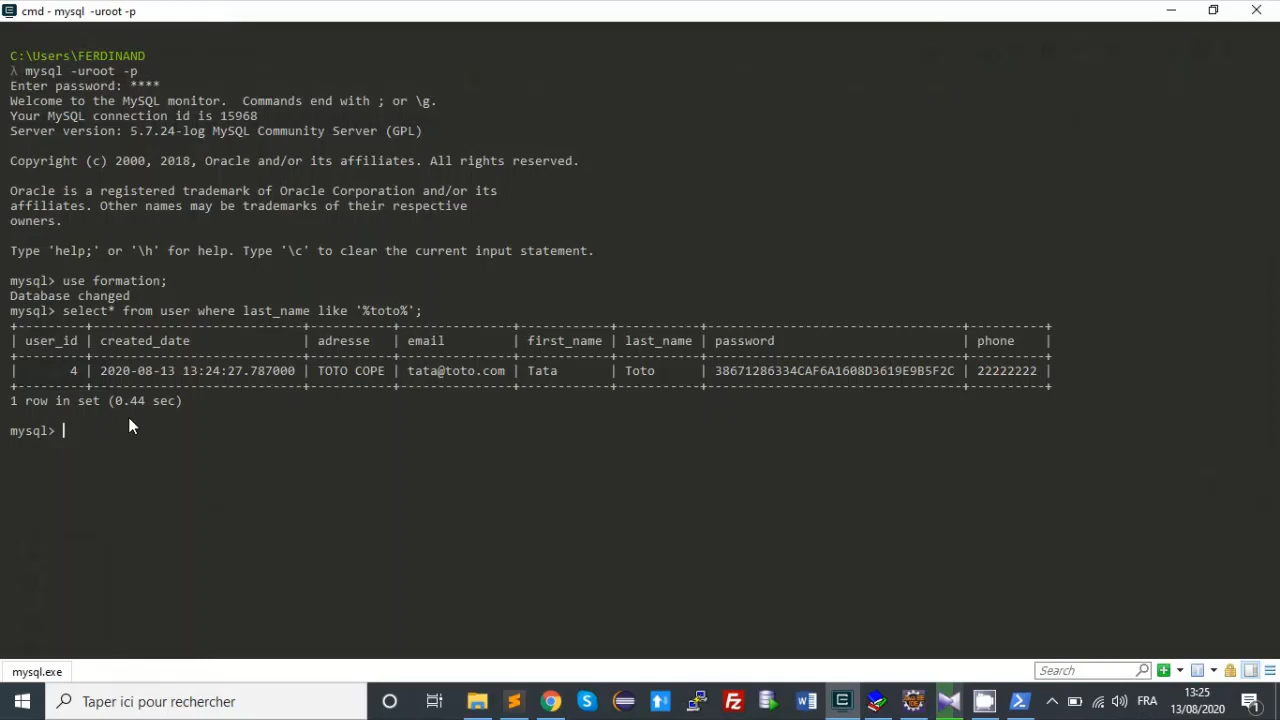 cmd - mysql  -uroot -p
C:\Users\FERDINAND
λ mysql -uroot -p
Enter password: ****
Welcome to the MySQL monitor.  Commands end with ; or \g.
Your MySQL connection id is 15968
Server version: 5.7.24-log MySQL Community Server (GPL)
Copyright (c) 2000, 2018, Oracle and/or its affiliates. All rights reserved.
Oracle is a registered trademark of Oracle Corporation and/or its
affiliates. Other names may be trademarks of their respective
owners.
Type 'help;' or '\h' for help. Type '\c' to clear the current input statement.
mysql> use formation;
Database changed
mysql> select* from user where last_name like '%toto%';
+---------+----------------------------+-----------+---------------+------------+-----------+----------------------------------+----------+
| user_id | created_date | adresse | email | first_name | last_name | password | phone |
+---------+----------------------------+-----------+---------------+------------+-----------+----------------------------------+----------+
| 4 | 2020-08-13 13:24:27.787000 | TOTO COPE | tata@toto.com | Tata | Toto | 38671286334CAF6A1608D3619E9B5F2C | 22222222 |
+---------+----------------------------+-----------+---------------+------------+-----------+----------------------------------+----------+
1 row in set (0.44 sec)
mysql>
mysql.exe
Search
Taper ici pour rechercher
FRA
13:25
13/08/2020
1